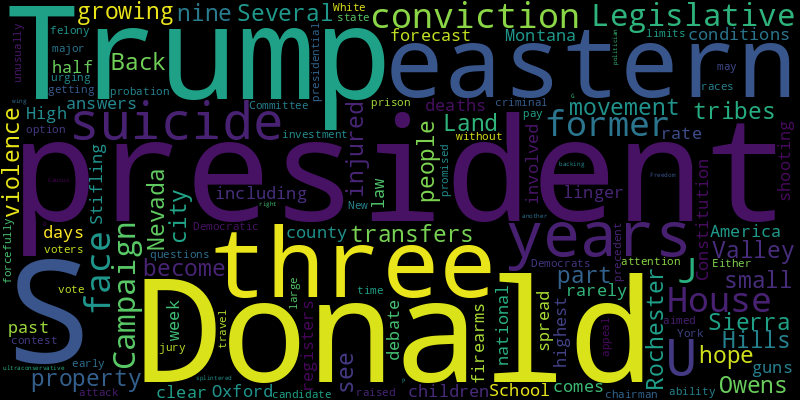 Trump
growing
nine
Several
White
state
conviction
Legislative
unusually
felony
major
urging
getting
half
Back
probation
presidential
forecast
eastern
Montana
limits
politician
conditions
races
may
answers
High
option
suicide
Committee
prison
deaths
criminal
pay
without
movement
tribes
former
rate
investment
injured
people
Land
promised
involved
shooting
violence
president
stifling
face
Nevada
city
including
law
New
linger
backing
Freedom
right
another
Constitution
days
voters
vote
forcefully
Campaign
Democratic
county
transfers
questions
become
three
years
Democrats
precedent
attention
America
Valley
Either
part
small
S
Donald
J
U
House
rarely
Rochester
national
spread
highest
aimed
York
Sierra
Hills
past
contest
week
jury
travel
large
time
debate
firearms
appeal
hope
guns
ultraconservative
early
property
attack
clear
splintered
Oxford
registers
candidate
see
raised
children
School
comes
chairman
ability
Owens